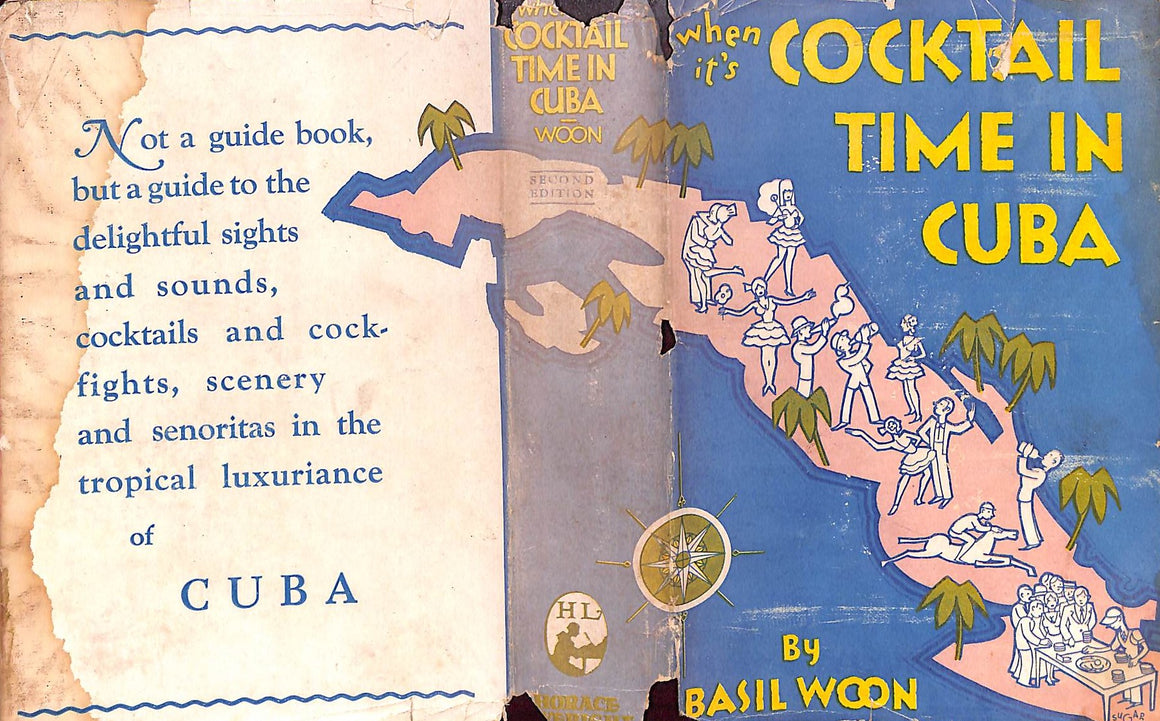 Not a guide book,
but a guide to the
delightful sights
and sounds,
cocktails and cock-
fights, scenery
and senoritas in the
tropical luxuriance
of
CUBA
COCKTAIL
TIME IN
CUBA
WOON
SECOND
EDITION
HL
HORACE
when
it's COCKTAIL
TIME IN
CUBA
By
BASIL WOON
SUGAR